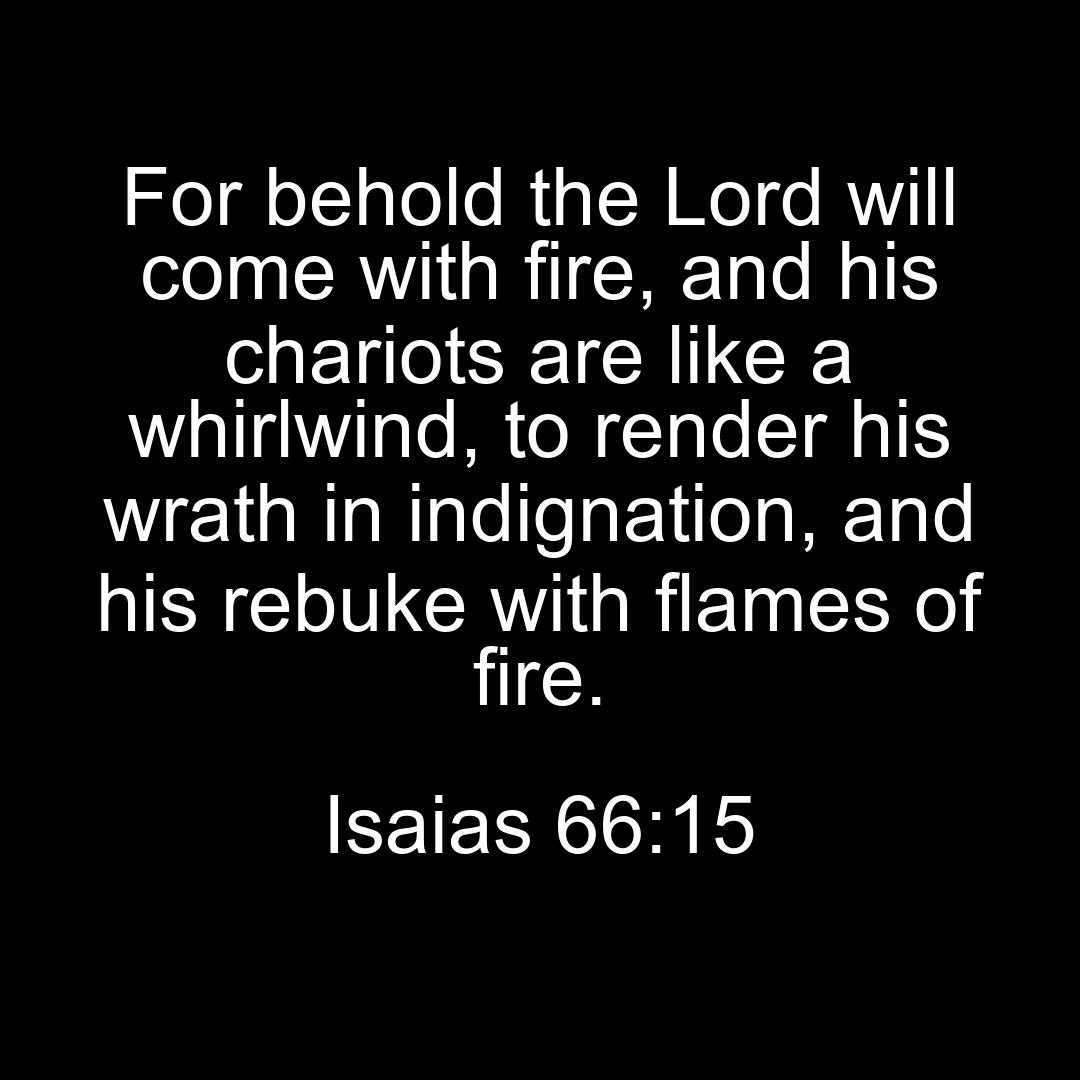 For behold the Lord will
come with fire, and his
chariots are like a
whirlwind, to render his
wrath in indignation, and
his rebuke with flames of
fire.
Isaias 66:15